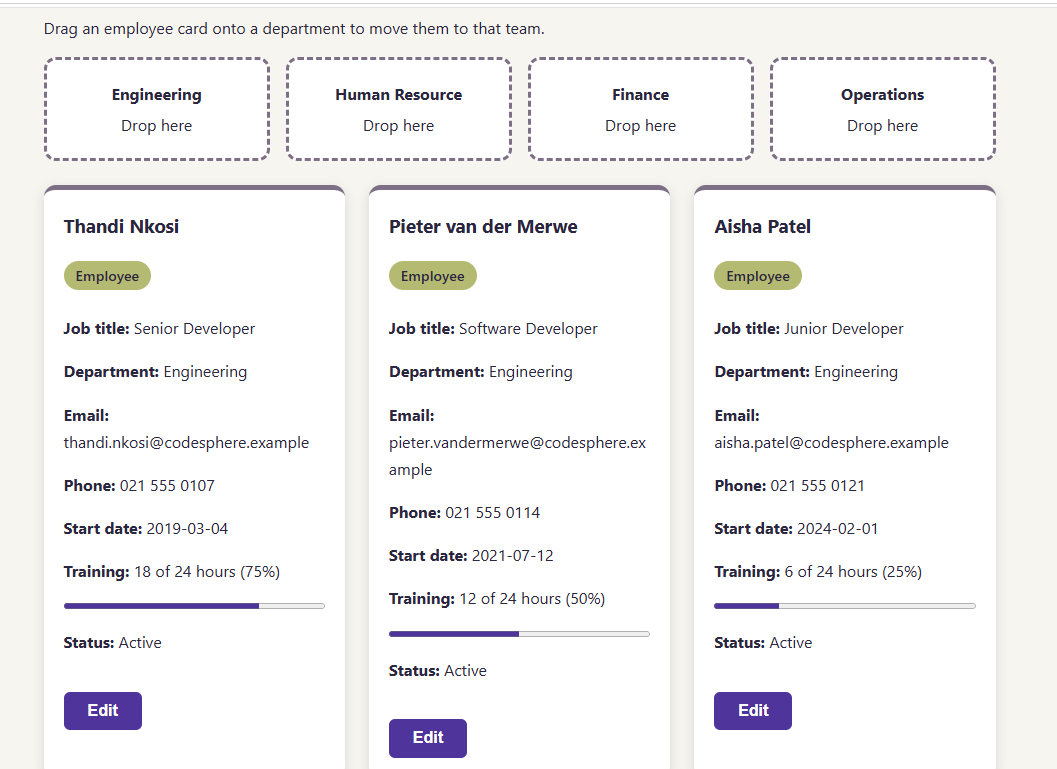 Drag an employee card onto a department to move them to that team.
Engineering
Drop here
Human Resource
Drop here
Finance
Drop here
Operations
Drop here
Thandi Nkosi
Employee
Job title: Senior Developer
Department: Engineering
Email:
thandi.nkosi@codesphere.example
Phone: 021 555 0107
Start date: 2019-03-04
Training: 18 of 24 hours (75%)
Status: Active
Edit
Pieter van der Merwe
Employee
Job title: Software Developer
Department: Engineering
Email:
pieter.vandermerwe@codesphere.ex
ample
Phone: 021 555 0114
Start date: 2021-07-12
Training: 12 of 24 hours (50%)
Status: Active
Edit
Aisha Patel
Employee
Job title: Junior Developer
Department: Engineering
Email:
aisha.patel@codesphere.example
Phone: 021 555 0121
Start date: 2024-02-01
Training: 6 of 24 hours (25%)
Status: Active
Edit